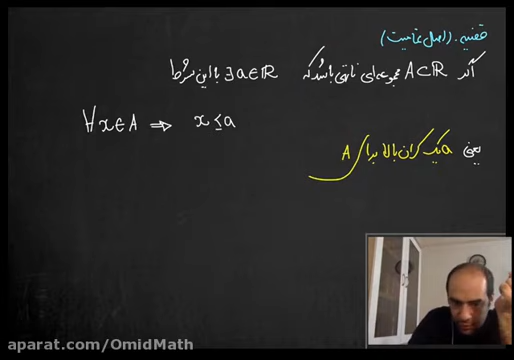 قضیه. (اصل تمامیت)
اگر A⊂ℝ مجموعه‌ای ناتهی باشد که ∃a∈ℝ با این شرط
∀x∈A ⇒ x≤a
یعنی a یک کران بالا برای A
aparat.com/OmidMath